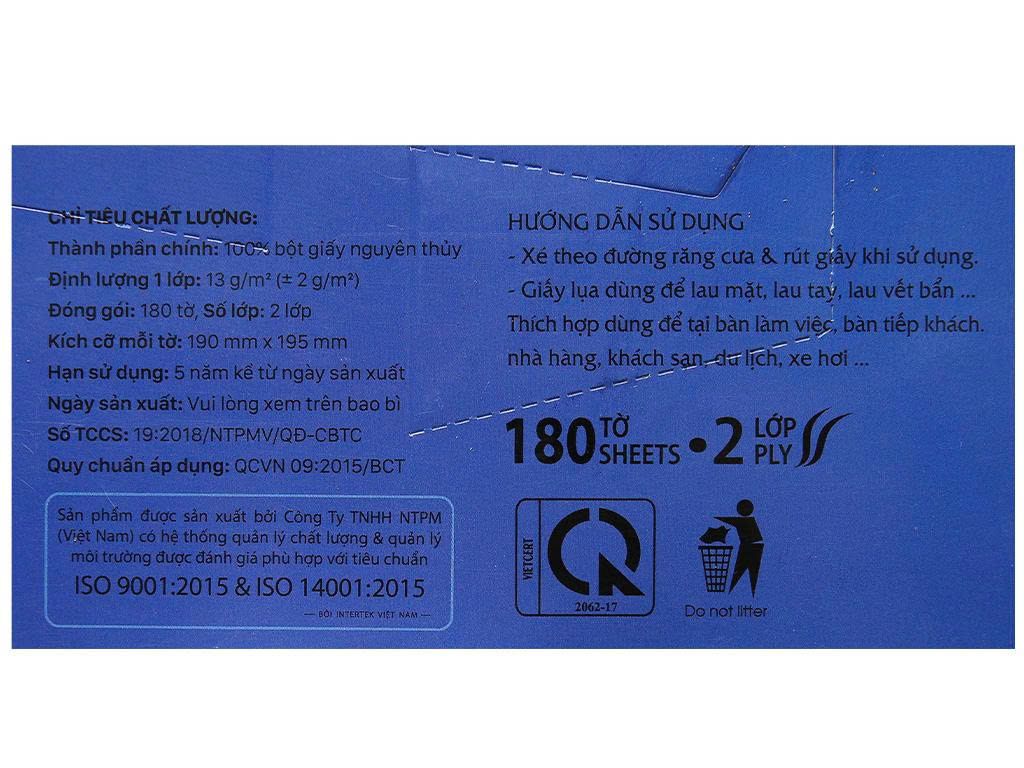 CHỈ TIÊU CHẤT LƯỢNG:
Thành phần chính: 100% bột giấy nguyên thủy
Định lượng 1 lớp: 13 g/m² (± 2 g/m²)
Đóng gói: 180 tờ, Số lớp: 2 lớp
Kích cỡ mỗi tờ: 190 mm x 195 mm
Hạn sử dụng: 5 năm kể từ ngày sản xuất
Ngày sản xuất: Vui lòng xem trên bao bì
Số TCCS: 19:2018/NTPMV/QĐ-CBTC
Quy chuẩn áp dụng: QCVN 09:2015/BCT
Sản phẩm được sản xuất bởi Công Ty TNHH NTPM
(Việt Nam) có hệ thống quản lý chất lượng & quản lý
môi trường được đánh giá phù hợp với tiêu chuẩn
ISO 9001:2015 & ISO 14001:2015
— BỞI INTERTEK VIỆT NAM —
HƯỚNG DẪN SỬ DỤNG
- Xé theo đường răng cưa & rút giấy khi sử dụng.
- Giấy lụa dùng để lau mặt, lau tay, lau vết bẩn ...
Thích hợp dùng để tại bàn làm việc, bàn tiếp khách.
nhà hàng, khách sạn, du lịch, xe hơi ...
180 TỜ SHEETS • 2 LỚP PLY
VIETCERT
CR
2062-17
Do not litter